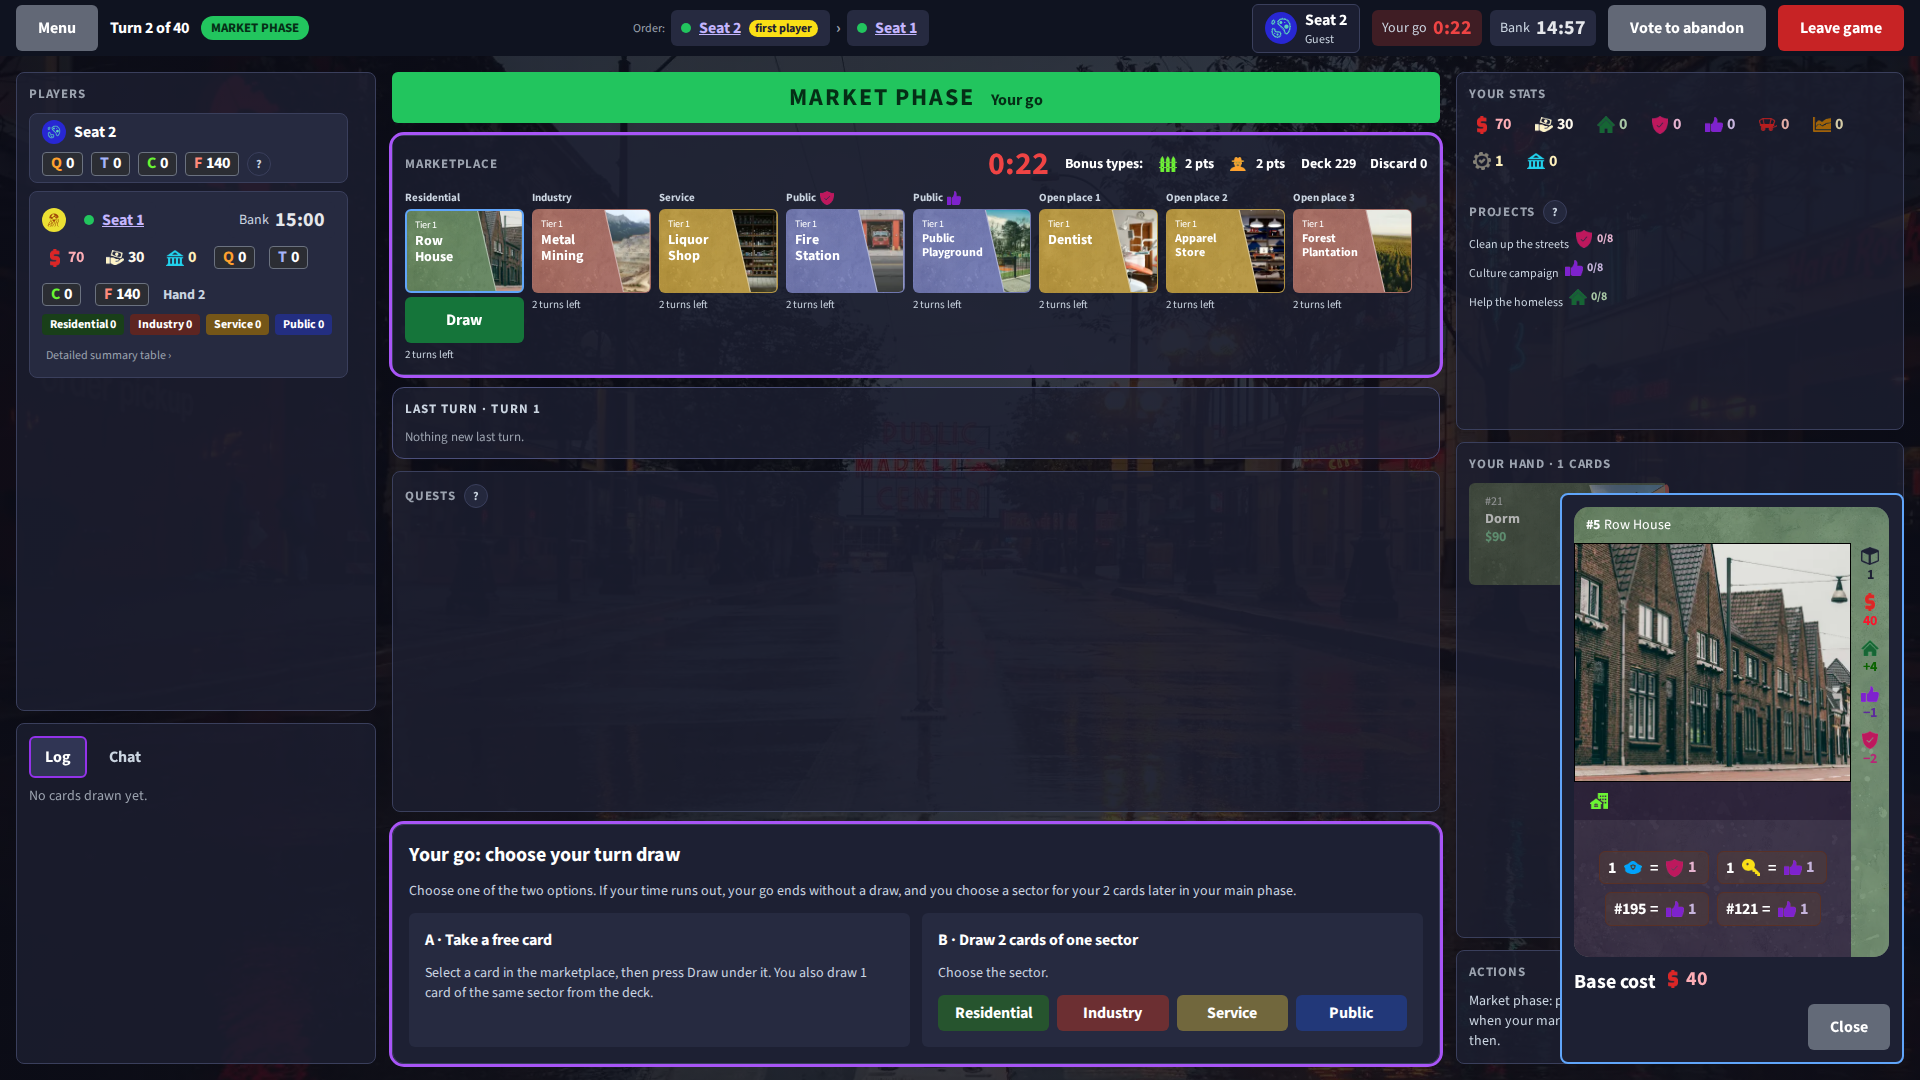 Menu
Turn 2 of 40
MARKET PHASE
Order:
Seat 2
first player
›
Seat 1
Seat 2
Guest
Your go 0:22
Bank 14:57
Vote to abandon
Leave game
PLAYERS
Seat 2
Q 0
T 0
C 0
F 140
?
Seat 1
Bank 15:00
70
30
0
Q 0
T 0
C 0
F 140
Hand 2
Residential 0
Industry 0
Service 0
Public 0
Detailed summary table ›
Log
Chat
No cards drawn yet.
MARKET PHASE Your go
MARKETPLACE
0:22
Bonus types:
2 pts
2 pts
Deck 229
Discard 0
Residential
Tier 1
Row
House
Draw
2 turns left
Industry
Tier 1
Metal
Mining
2 turns left
Service
Tier 1
Liquor
Shop
2 turns left
Public
Tier 1
Fire
Station
2 turns left
Public
Tier 1
Public
Playground
2 turns left
Open place 1
Tier 1
Dentist
2 turns left
Open place 2
Tier 1
Apparel
Store
2 turns left
Open place 3
Tier 1
Forest
Plantation
2 turns left
LAST TURN · TURN 1
Nothing new last turn.
QUESTS ?
Your go: choose your turn draw
Choose one of the two options. If your time runs out, your go ends without a draw, and you choose a sector for your 2 cards later in your main phase.
A · Take a free card
Select a card in the marketplace, then press Draw under it. You also draw 1
card of the same sector from the deck.
B · Draw 2 cards of one sector
Choose the sector.
Residential
Industry
Service
Public
YOUR STATS
$ 70
30
0
0
0
0
0
1
0
PROJECTS ?
Clean up the streets 0/8
Culture campaign 0/8
Help the homeless 0/8
YOUR HAND · 1 CARDS
#21
Dorm
$90
ACTIONS
Market phase: p
when your mar
then.
#5 Row House
1
$
40
+4
−1
−2
1 = 1
1 = 1
#195 = 1
#121 = 1
Base cost $ 40
Close